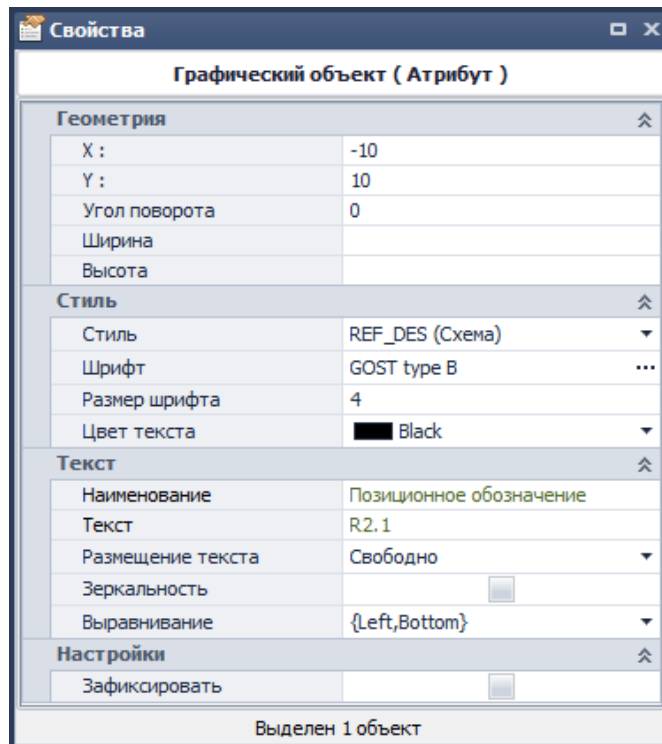 Свойства
Графический объект ( Атрибут )
Геометрия
X : -10
Y : 10
Угол поворота 0
Ширина
Высота
Стиль
Стиль REF_DES (Схема)
Шрифт GOST type B ...
Размер шрифта 4
Цвет текста Black
Текст
Наименование Позиционное обозначение
Текст R2.1
Размещение текста Свободно
Зеркальность
Выравнивание {Left,Bottom}
Настройки
Зафиксировать
Выделен 1 объект